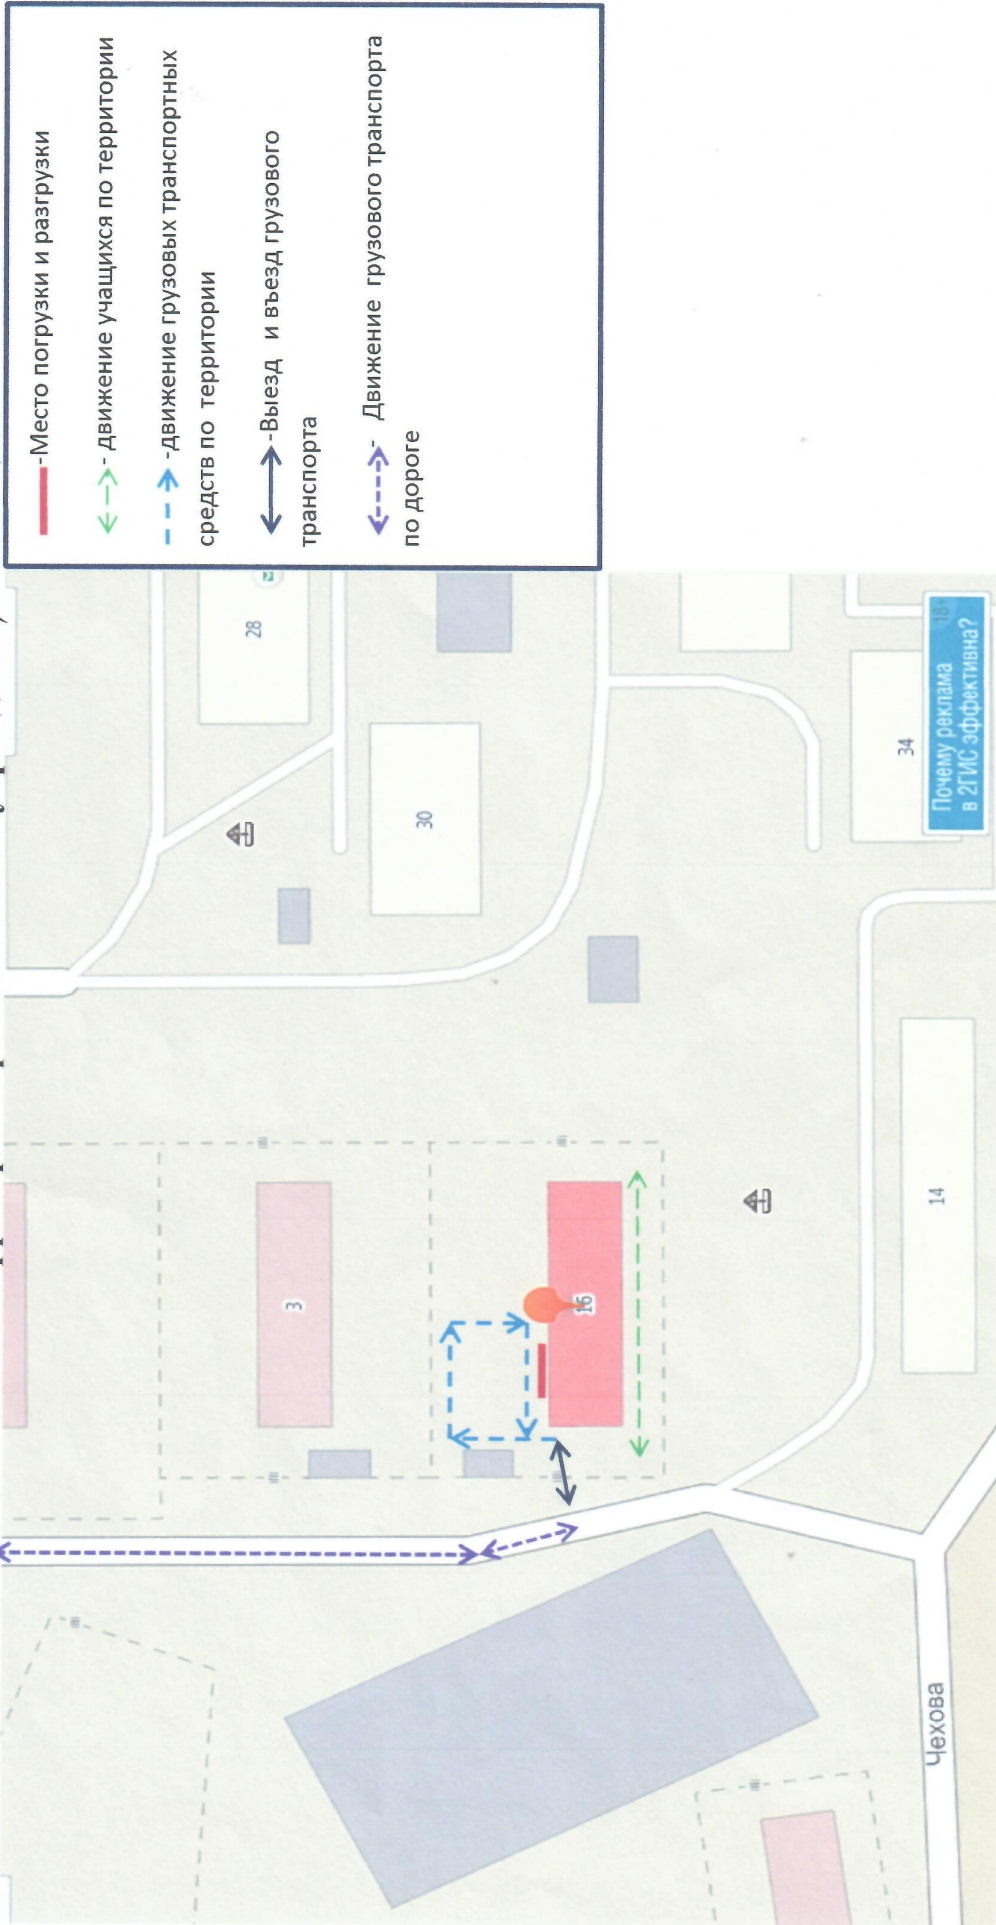 -Место погрузки и разгрузки
- движение учащихся по территории
-движение грузовых транспортных
средств по территории
-Выезд и въезд грузового
транспорта
- Движение грузового транспорта
по дороге
28
30
34
18+
Почему реклама
в 2ГИС эффективна?
3
16
14
Чехова